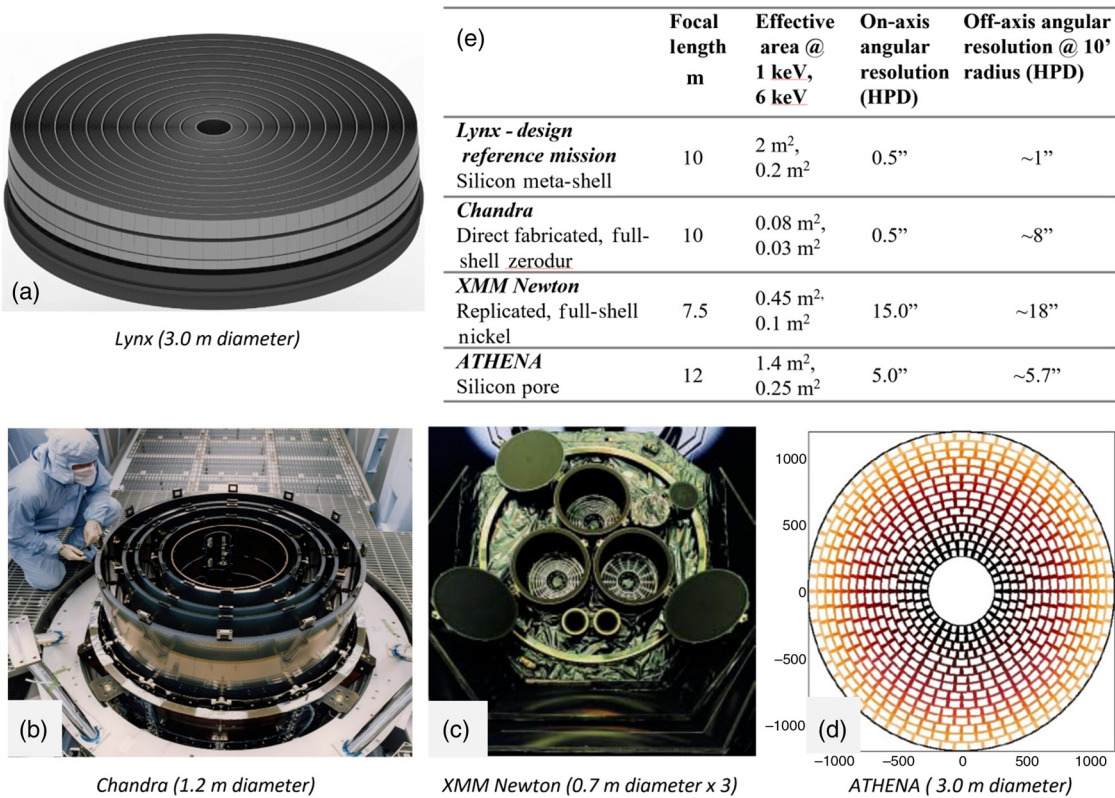 (a)
Lynx (3.0 m diameter)
(e)
Focal
length
m
Effective
area @
1 keV,
6 keV
On-axis
angular
resolution
(HPD)
Off-axis angular
resolution @ 10’
radius (HPD)
Lynx - design
reference mission
Silicon meta-shell
10
2 m²,
0.2 m²
0.5”
~1”
Chandra
Direct fabricated, full-
shell zerodur
10
0.08 m²,
0.03 m²
0.5”
~8”
XMM Newton
Replicated, full-shell
nickel
7.5
0.45 m²,
0.1 m²
15.0”
~18”
ATHENA
Silicon pore
12
1.4 m²,
0.25 m²
5.0”
~5.7”
(b)
Chandra (1.2 m diameter)
(c)
XMM Newton (0.7 m diameter x 3)
(d)
1000
500
0
−500
−1000
−1000
−500
0
500
1000
ATHENA ( 3.0 m diameter)